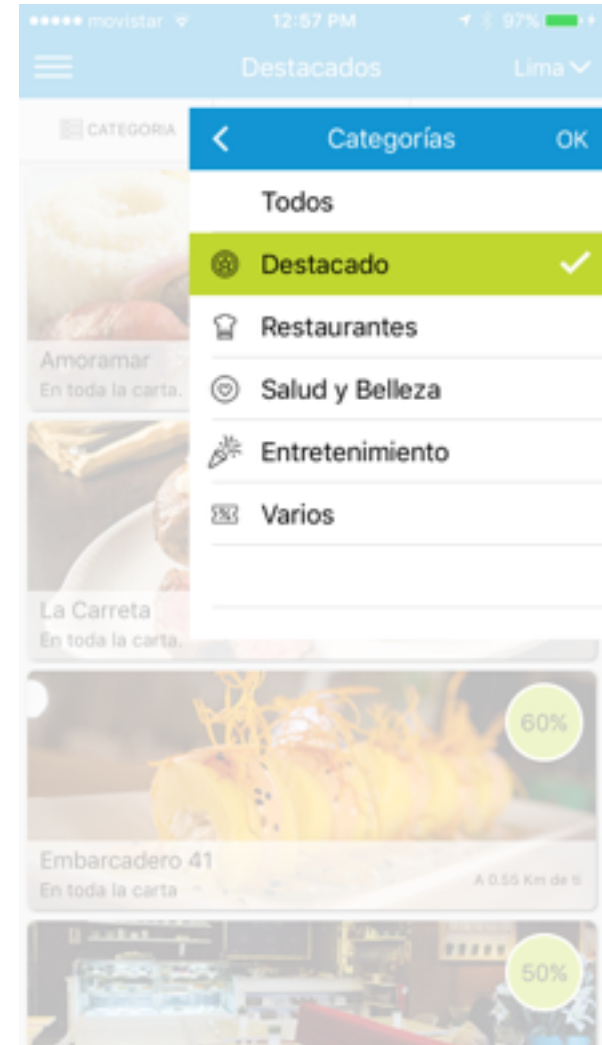 movistar 12:57 PM 97%
Destacados Lima
CATEGORIA
Categorías OK
Todos
Destacado
Restaurantes
Salud y Belleza
Entretenimiento
Varios
Amoramar
En toda la carta.
La Carreta
En toda la carta.
60%
Embarcadero 41
En toda la carta
A 0.55 Km de ti
50%